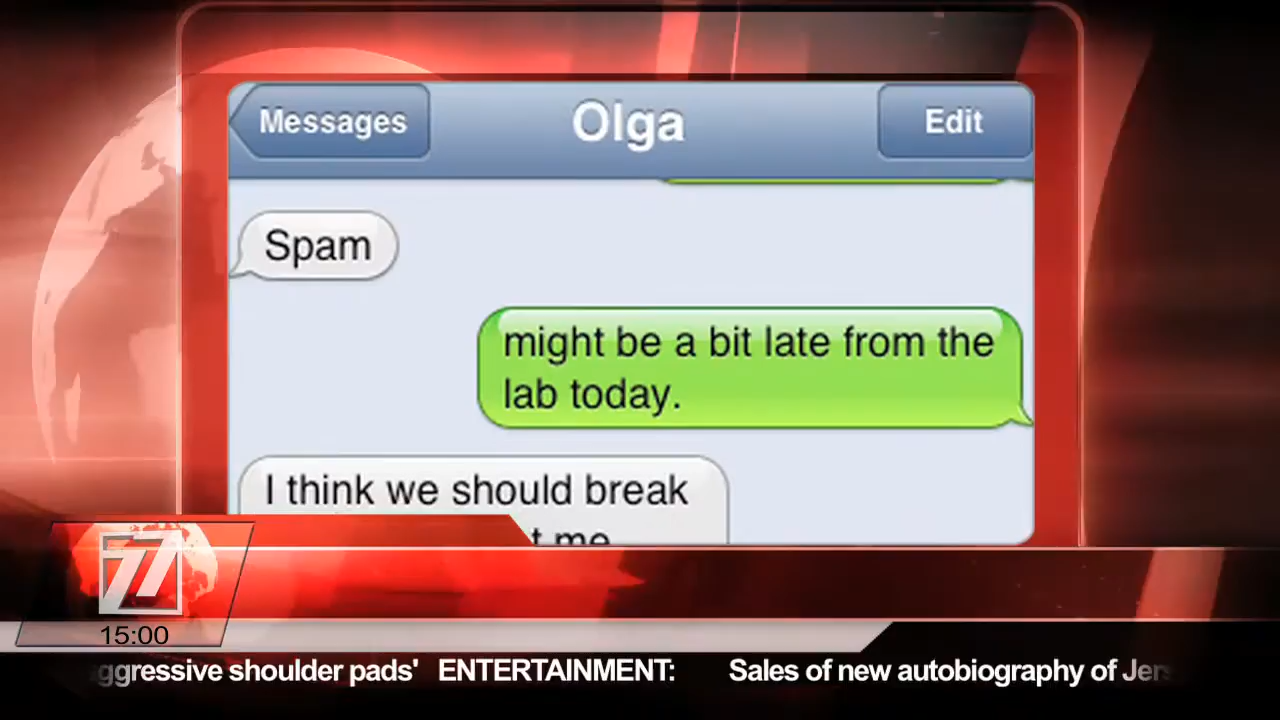 Messages
Olga
Edit
Spam
might be a bit late from the
lab today.
I think we should break
me
77
15:00
shoulder pads' ENTERTAINMENT: Sales of new autobiography of